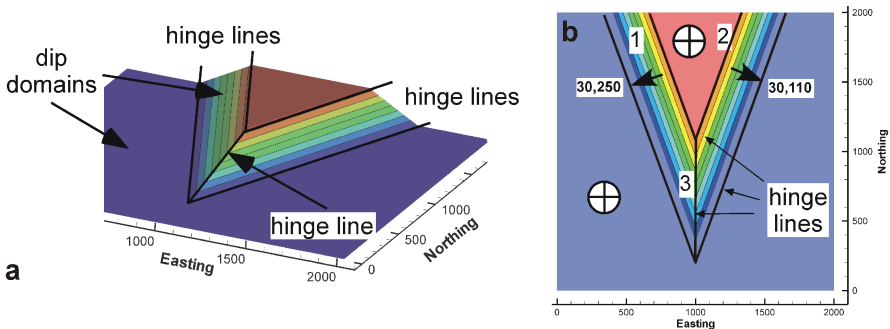 hinge lines
dip
domains
hinge lines
hinge line
1000
1500
2000
Easting
0
500
1000
Northing
a
b
1
2
3
30,250
30,110
hinge
lines
2000
1500
1000
500
0
Northing
0
500
1000
1500
2000
Easting